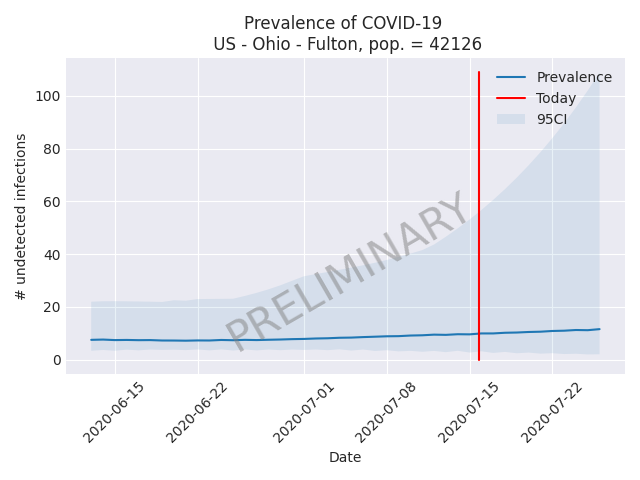 Prevalence of COVID-19
US - Ohio - Fulton, pop. = 42126
Prevalence
Today
95CI
# undetected infections
100
80
60
40
20
0
PRELIMINARY
2020-06-15
2020-06-22
2020-07-01
2020-07-08
2020-07-15
2020-07-22
Date